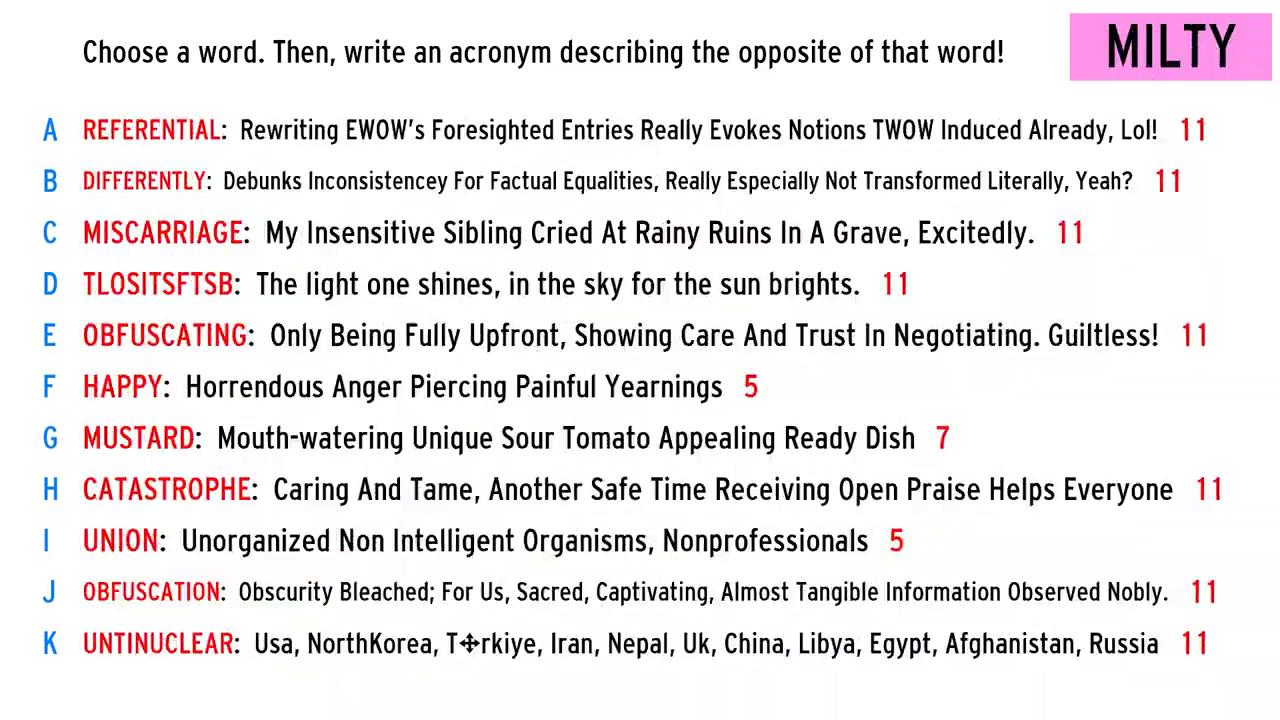 Choose a word. Then, write an acronym describing the opposite of that word!
MILTY
A REFERENTIAL: Rewriting EWOW's Foresighted Entries Really Evokes Notions TWOW Induced Already, Lol! 11
B DIFFERENTLY: Debunks Inconsistencey For Factual Equalities, Really Especially Not Transformed Literally, Yeah? 11
C MISCARRIAGE: My Insensitive Sibling Cried At Rainy Ruins In A Grave, Excitedly. 11
D TLOSITSFTSB: The light one shines, in the sky for the sun brights. 11
E OBFUSCATING: Only Being Fully Upfront, Showing Care And Trust In Negotiating. Guiltless! 11
F HAPPY: Horrendous Anger Piercing Painful Yearnings 5
G MUSTARD: Mouth-watering Unique Sour Tomato Appealing Ready Dish 7
H CATASTROPHE: Caring And Tame, Another Safe Time Receiving Open Praise Helps Everyone 11
I UNION: Unorganized Non Intelligent Organisms, Nonprofessionals 5
J OBFUSCATION: Obscurity Bleached; For Us, Sacred, Captivating, Almost Tangible Information Observed Nobly. 11
K UNTINUCLEAR: Usa, NorthKorea, T✥rkiye, Iran, Nepal, Uk, China, Libya, Egypt, Afghanistan, Russia 11